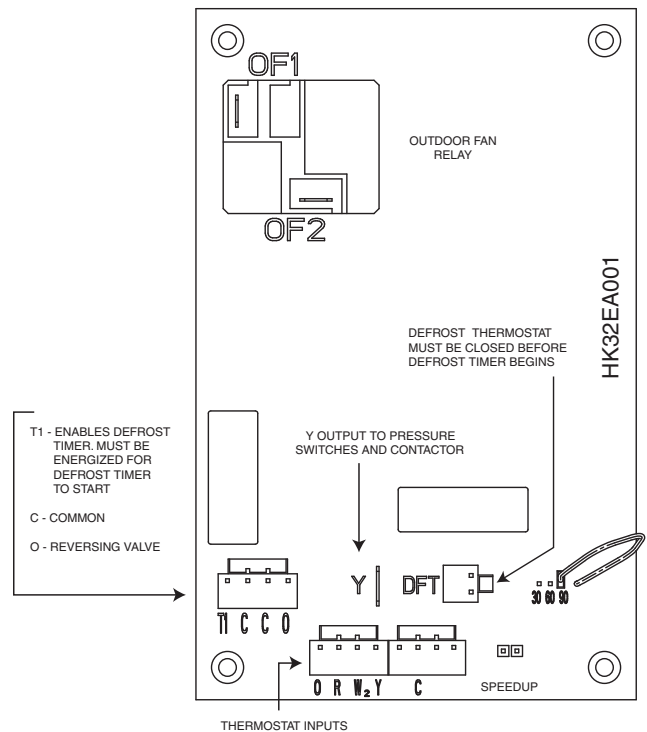 OF1
OUTDOOR FAN
RELAY
OF2
HK32EA001
DEFROST THERMOSTAT
MUST BE CLOSED BEFORE
DEFROST TIMER BEGINS
T1 - ENABLES DEFROST
TIMER. MUST BE
ENERGIZED FOR
DEFROST TIMER
TO START
C - COMMON
O - REVERSING VALVE
Y OUTPUT TO PRESSURE
SWITCHES AND CONTACTOR
Y
DFT
30 60 90
T1 C C O
O R W₂ Y C
SPEEDUP
THERMOSTAT INPUTS